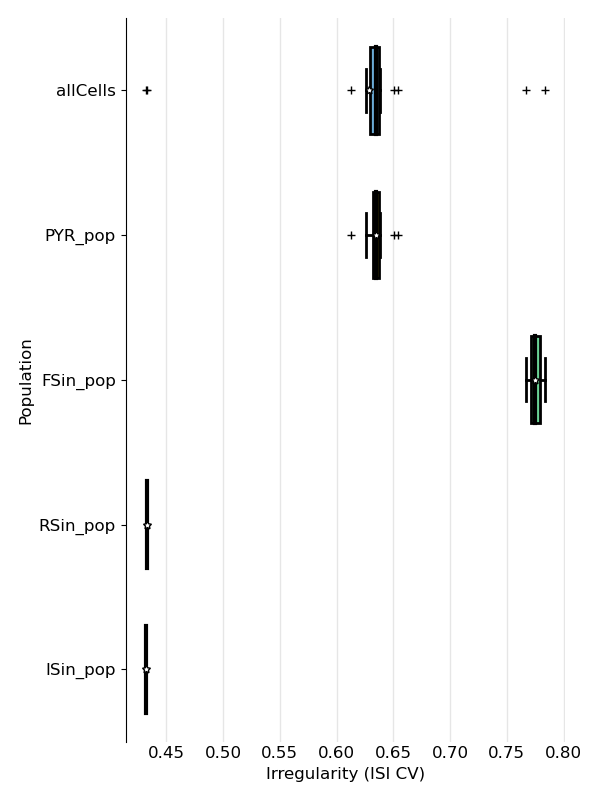 allCells
PYR_pop
FSin_pop
RSin_pop
ISin_pop
Population
0.45 0.50 0.55 0.60 0.65 0.70 0.75 0.80
Irregularity (ISI CV)